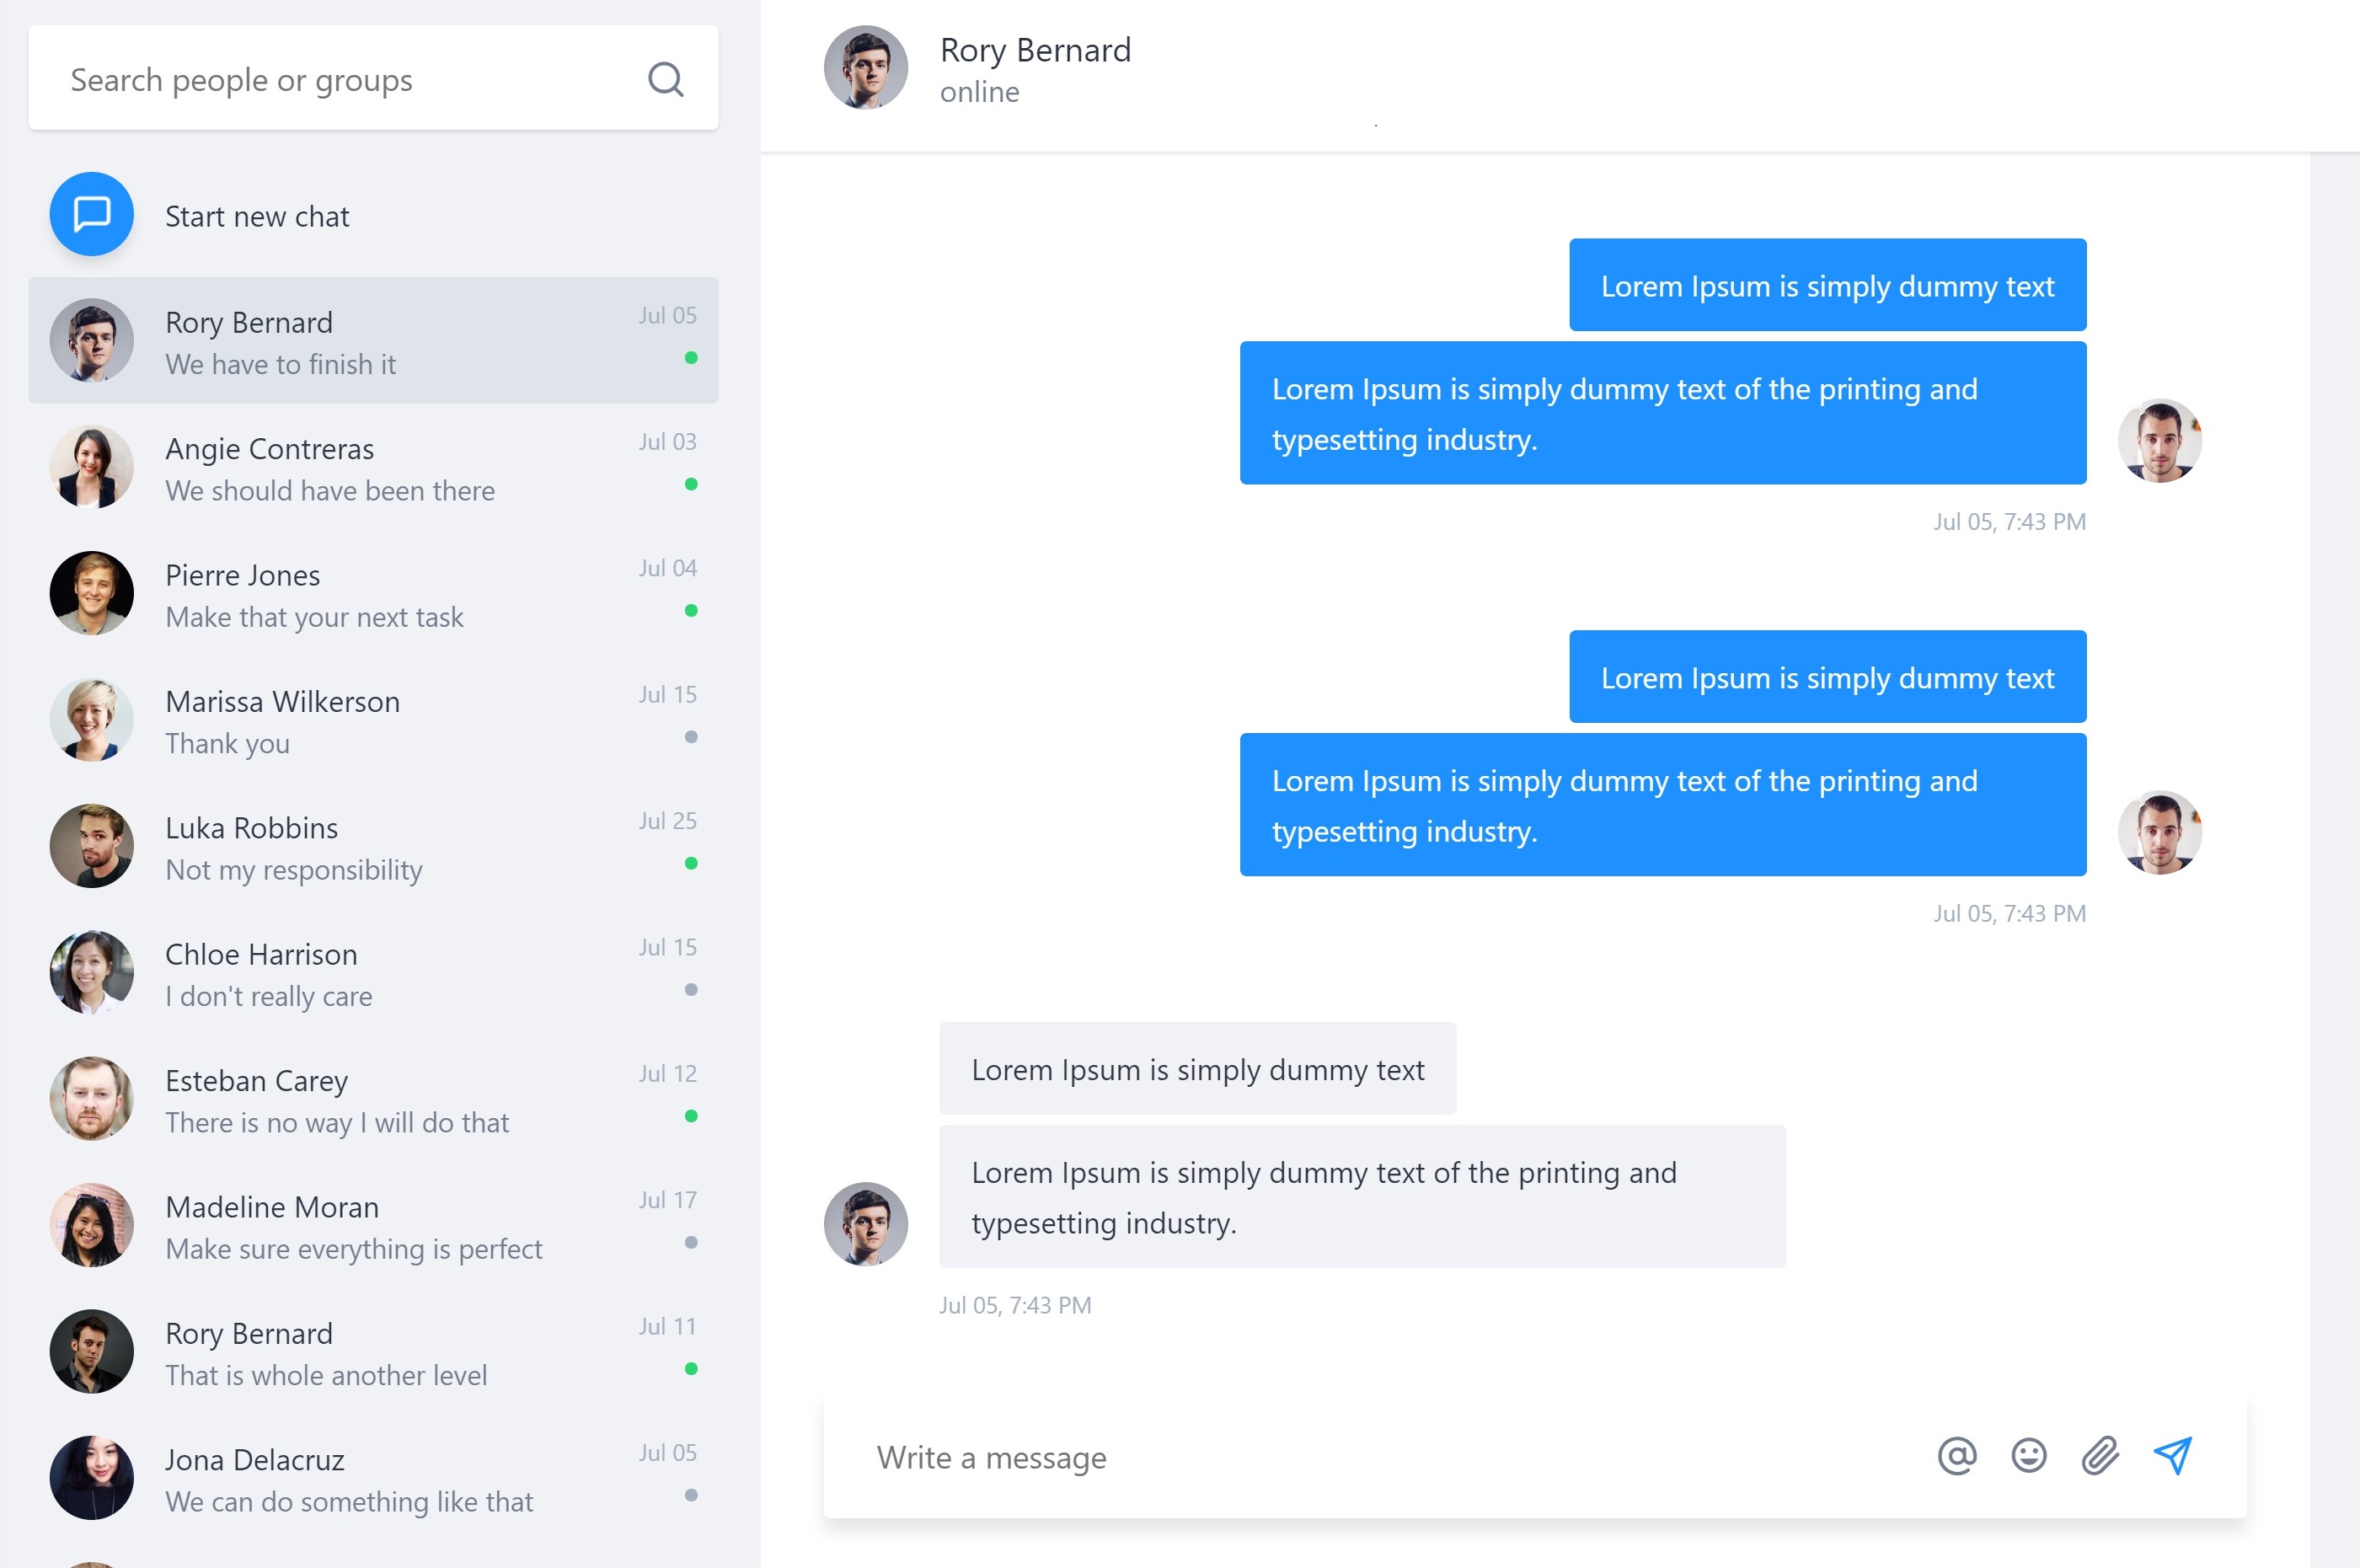 Search people or groups
Start new chat
Rory Bernard
Jul 05
We have to finish it
Angie Contreras
Jul 03
We should have been there
Pierre Jones
Jul 04
Make that your next task
Marissa Wilkerson
Jul 15
Thank you
Luka Robbins
Jul 25
Not my responsibility
Chloe Harrison
Jul 15
I don't really care
Esteban Carey
Jul 12
There is no way I will do that
Madeline Moran
Jul 17
Make sure everything is perfect
Rory Bernard
Jul 11
That is whole another level
Jona Delacruz
Jul 05
We can do something like that
Rory Bernard
online
Lorem Ipsum is simply dummy text
Lorem Ipsum is simply dummy text of the printing and
typesetting industry.
Jul 05, 7:43 PM
Lorem Ipsum is simply dummy text
Lorem Ipsum is simply dummy text of the printing and
typesetting industry.
Jul 05, 7:43 PM
Lorem Ipsum is simply dummy text
Lorem Ipsum is simply dummy text of the printing and
typesetting industry.
Jul 05, 7:43 PM
Write a message